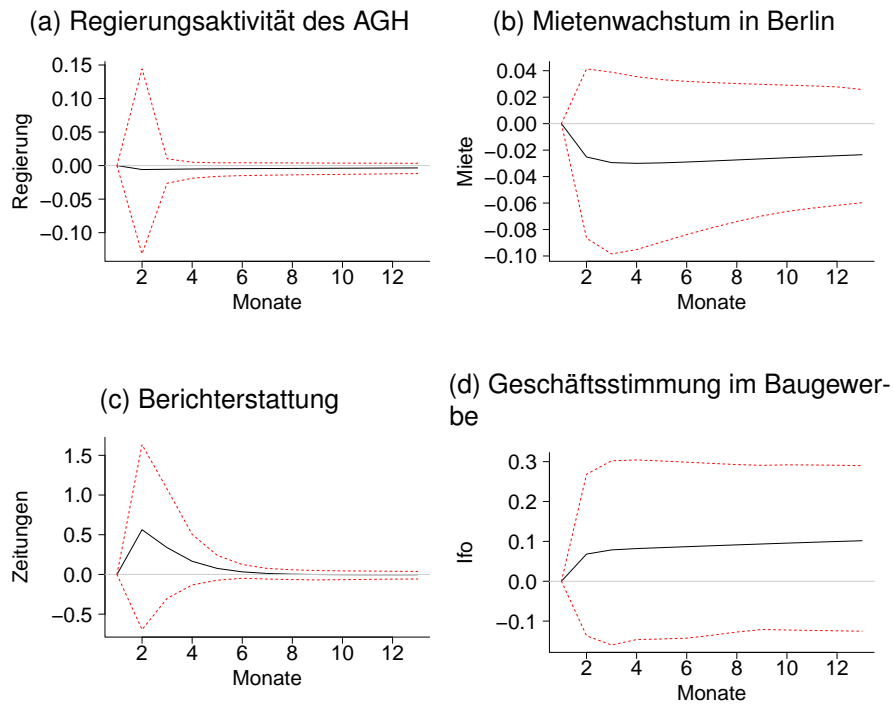 (a) Regierungsaktivität des AGH
0.15
0.10
0.05
0.00
−0.05
−0.10
Regierung
2 4 6 8 10 12
Monate
(b) Mietenwachstum in Berlin
0.04
0.02
0.00
−0.02
−0.04
−0.06
−0.08
−0.10
Miete
2 4 6 8 10 12
Monate
(c) Berichterstattung
1.5
1.0
0.5
0.0
−0.5
Zeitungen
2 4 6 8 10 12
Monate
(d) Geschäftsstimmung im Baugewer-
be
0.3
0.2
0.1
0.0
−0.1
Ifo
2 4 6 8 10 12
Monate